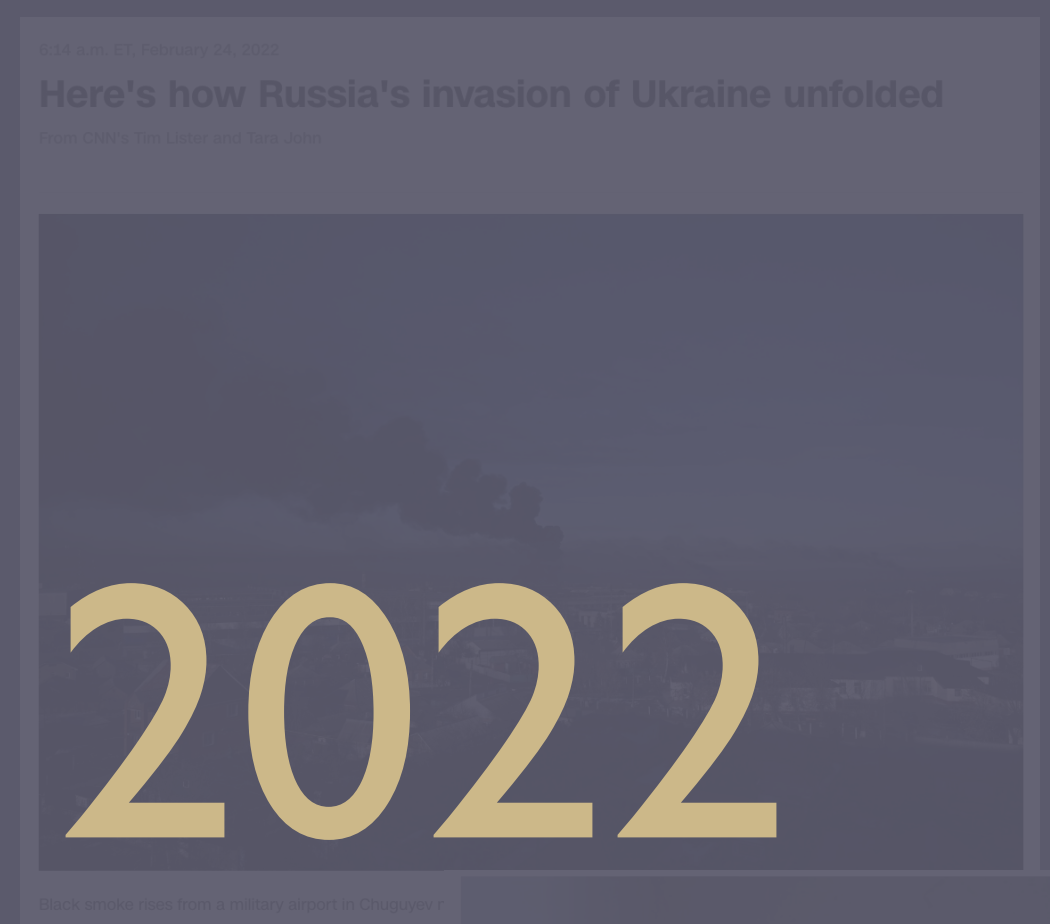 8:14 a.m. ET, February 24, 2022
Here's how Russia's invasion of Ukraine unfolded
From CNN's Tim Lister and Tara John
2022
Black smoke rises from a military airport in Chuguyev